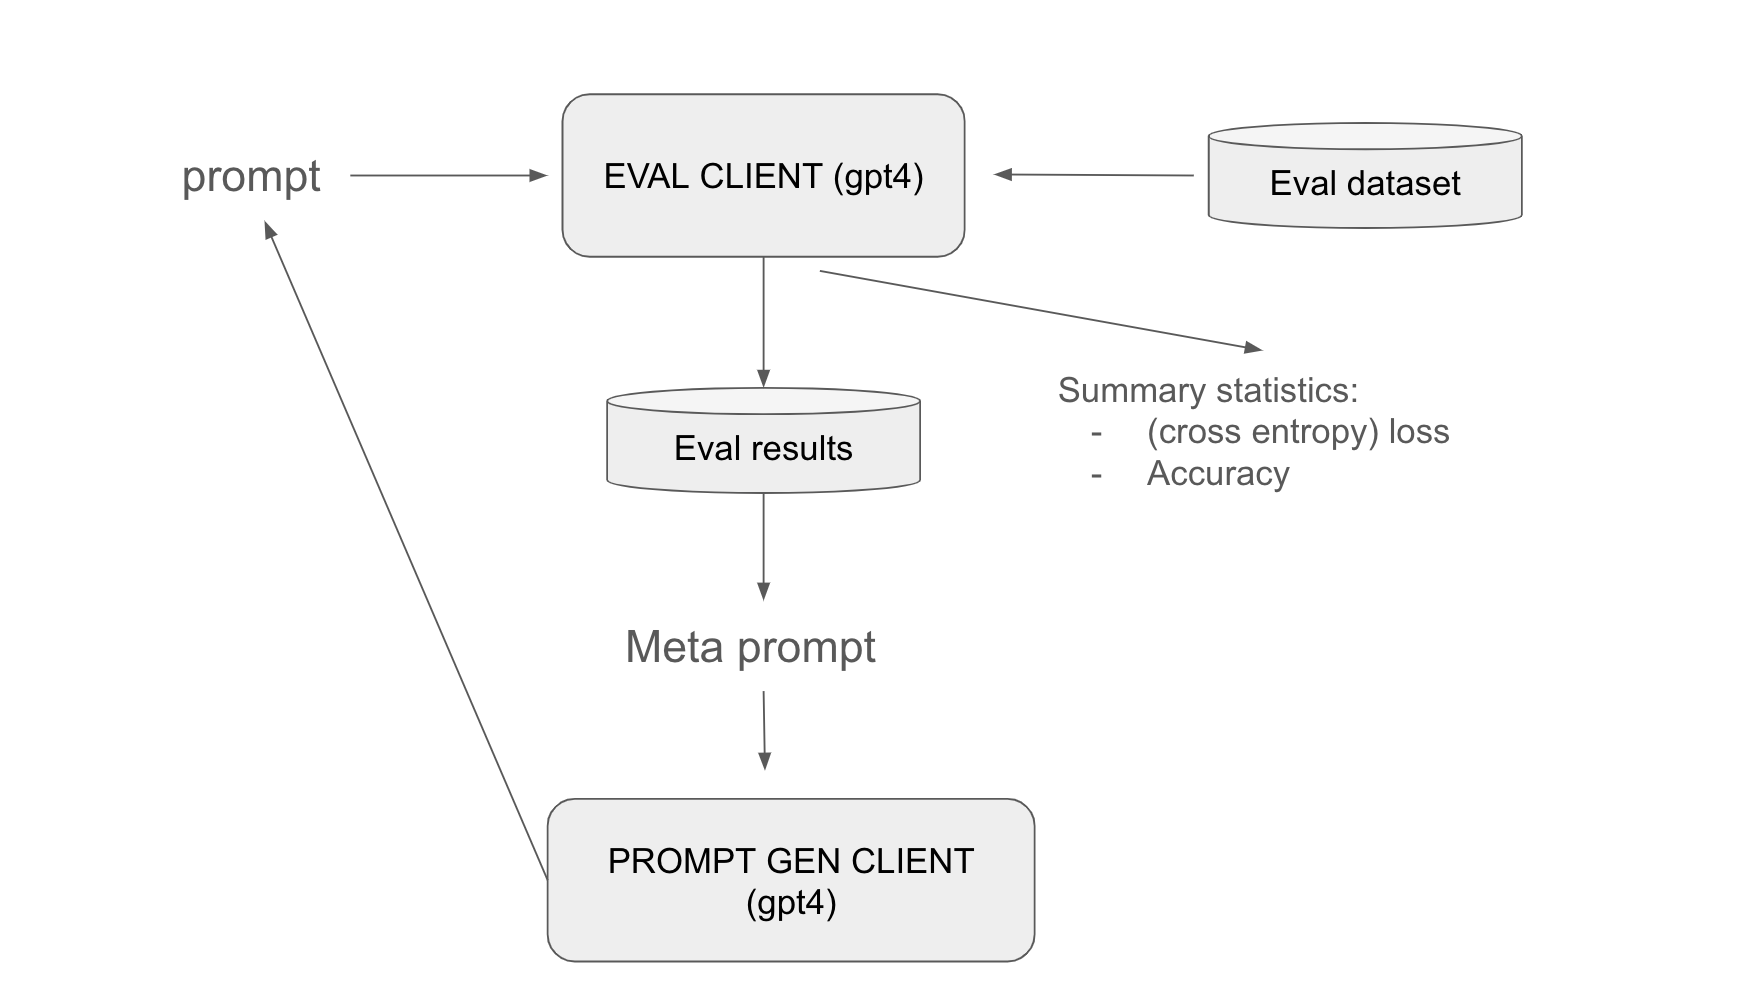 prompt
EVAL CLIENT (gpt4)
Eval dataset
Summary statistics:
- (cross entropy) loss
- Accuracy
Eval results
Meta prompt
PROMPT GEN CLIENT
(gpt4)